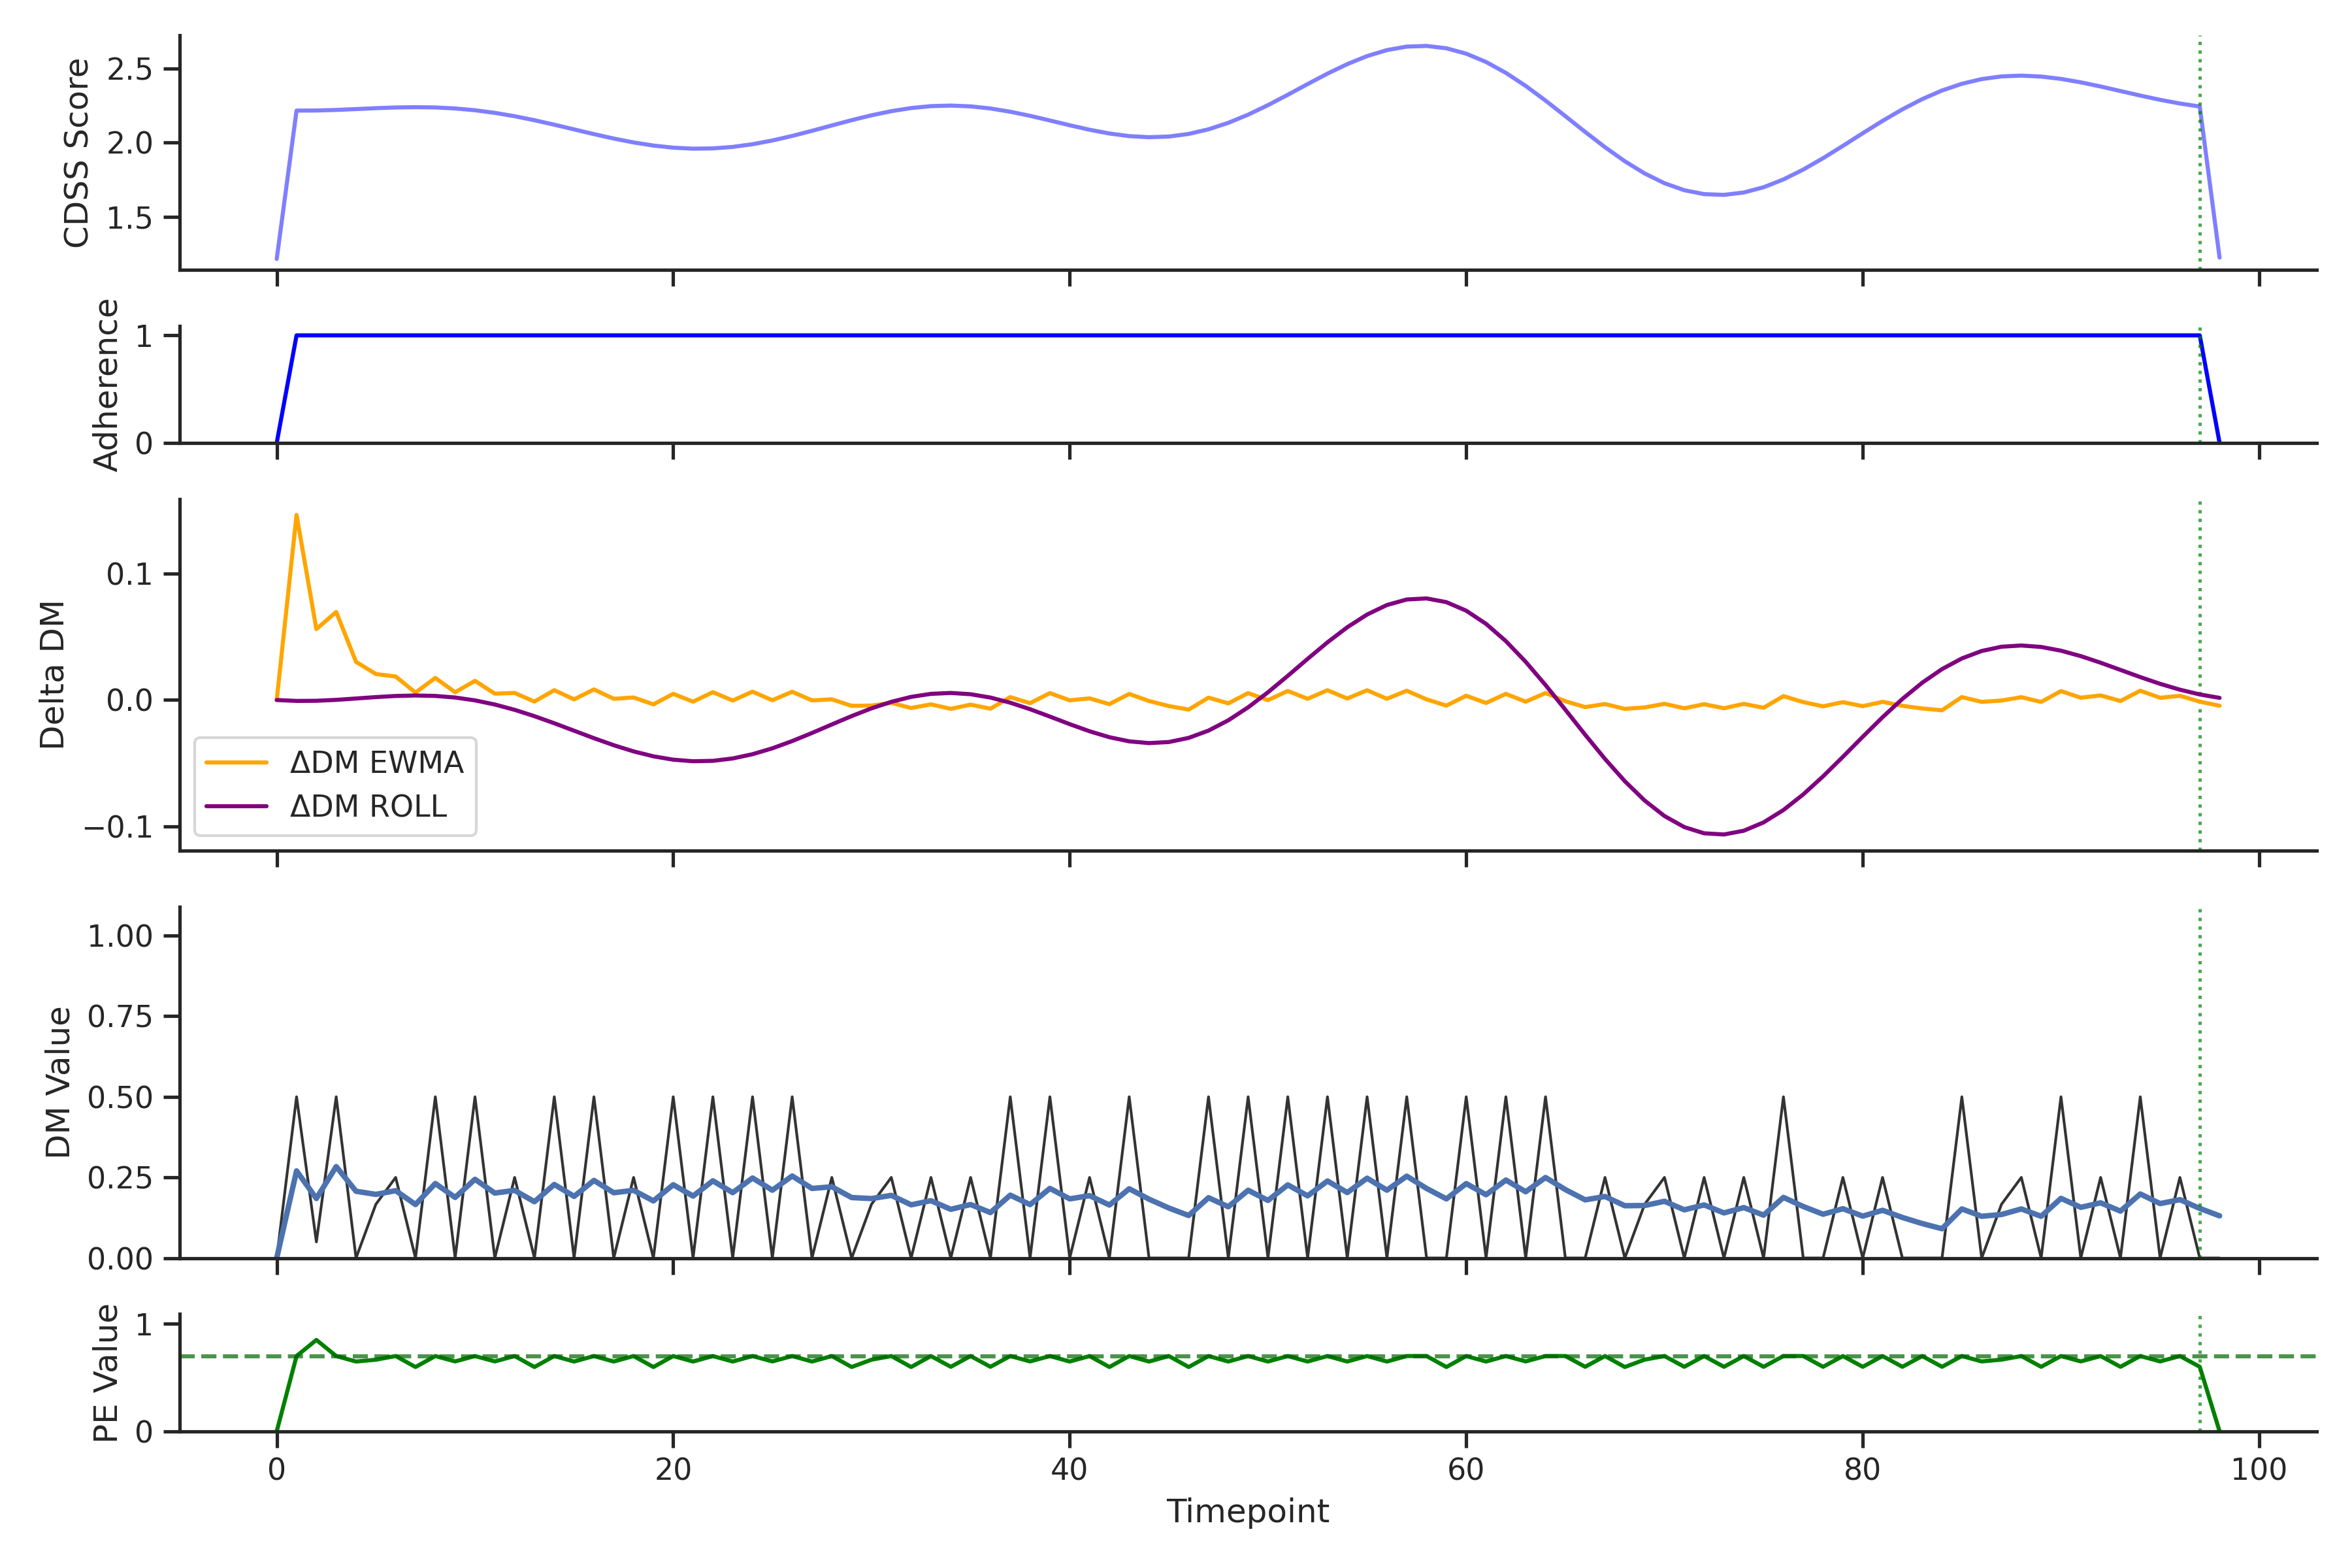 CDSS Score
2.5
2.0
1.5
Adherence
1
0
Delta DM
0.1
0.0
−0.1
ΔDM EWMA
ΔDM ROLL
DM Value
1.00
0.75
0.50
0.25
0.00
PE Value
1
0
0 20 40 60 80 100
Timepoint